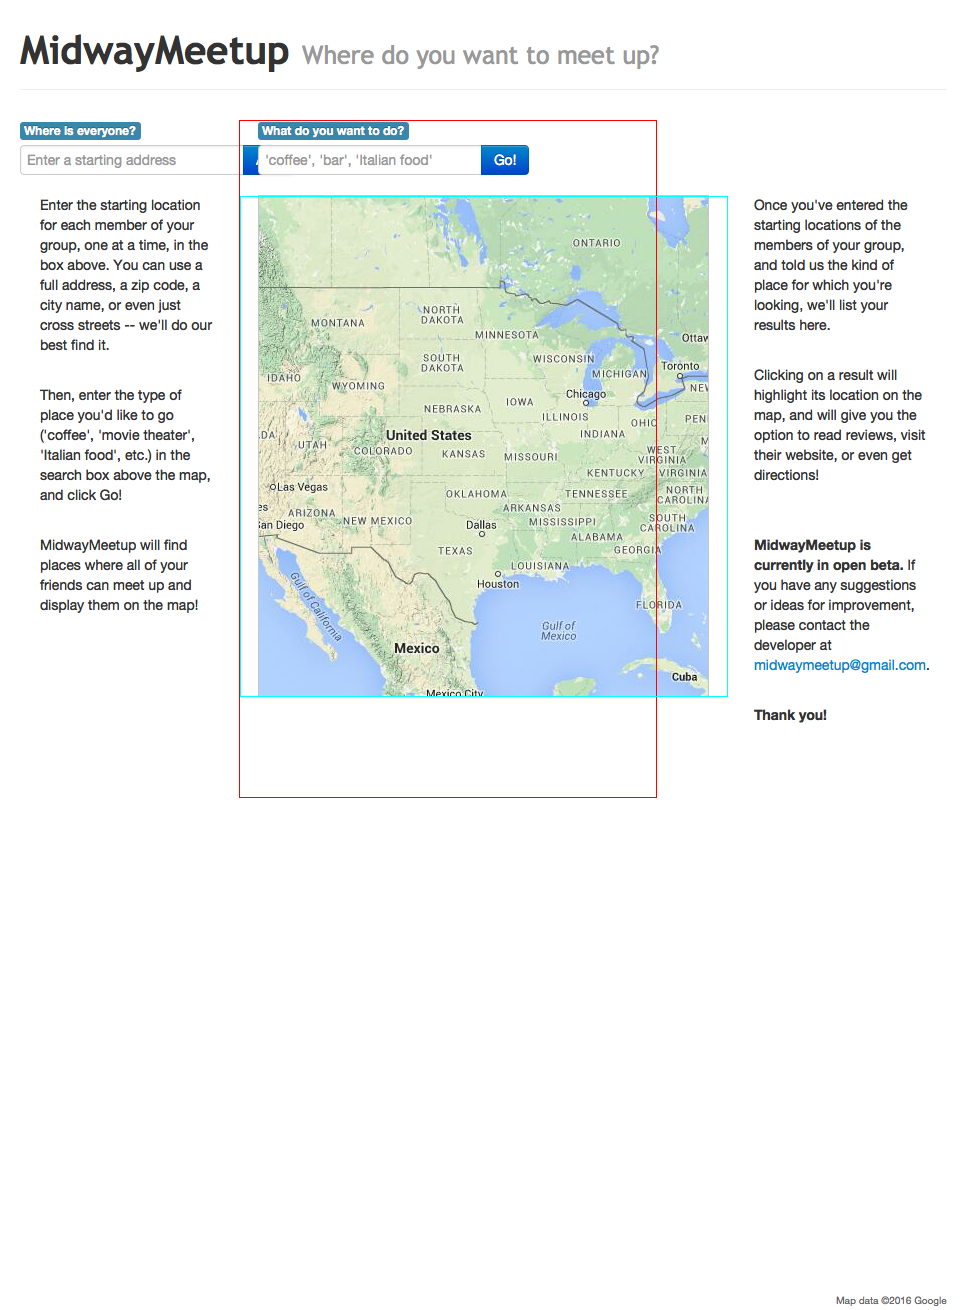 MidwayMeetup Where do you want to meet up?
Where is everyone?
What do you want to do?
Enter a starting address
'coffee', 'bar', 'Italian food'
Go!
Enter the starting location
for each member of your
group, one at a time, in the
box above. You can use a
full address, a zip code, a
city name, or even just
cross streets -- we'll do our
best find it.
Then, enter the type of
place you'd like to go
('coffee', 'movie theater',
'Italian food', etc.) in the
search box above the map,
and click Go!
MidwayMeetup will find
places where all of your
friends can meet up and
display them on the map!
ONTARIO
MONTANA
NORTH
DAKOTA
MINNESOTA
Ottaw
SOUTH
DAKOTA
WISCONSIN
MICHIGAN
Toronto
IDAHO
WYOMING
Chicago
NEW
NEBRASKA
IOWA
ILLINOIS
OHIO
PEN
DA
United States
INDIANA
UTAH
COLORADO
KANSAS
MISSOURI
WEST
VIRGINIA
KENTUCKY
VIRGINIA
Las Vegas
OKLAHOMA
TENNESSEE
NORTH
CAROLINA
es
ARIZONA
NEW MEXICO
ARKANSAS
San Diego
Dallas
MISSISSIPPI
SOUTH
CAROLINA
ALABAMA
TEXAS
GEORGIA
LOUISIANA
Houston
Gulf of California
FLORIDA
Gulf of
Mexico
Mexico
Cuba
Mexico City
Once you've entered the
starting locations of the
members of your group,
and told us the kind of
place for which you're
looking, we'll list your
results here.
Clicking on a result will
highlight its location on the
map, and will give you the
option to read reviews, visit
their website, or even get
directions!
MidwayMeetup is
currently in open beta. If
you have any suggestions
or ideas for improvement,
please contact the
developer at
midwaymeetup@gmail.com.
Thank you!
Map data ©2016 Google